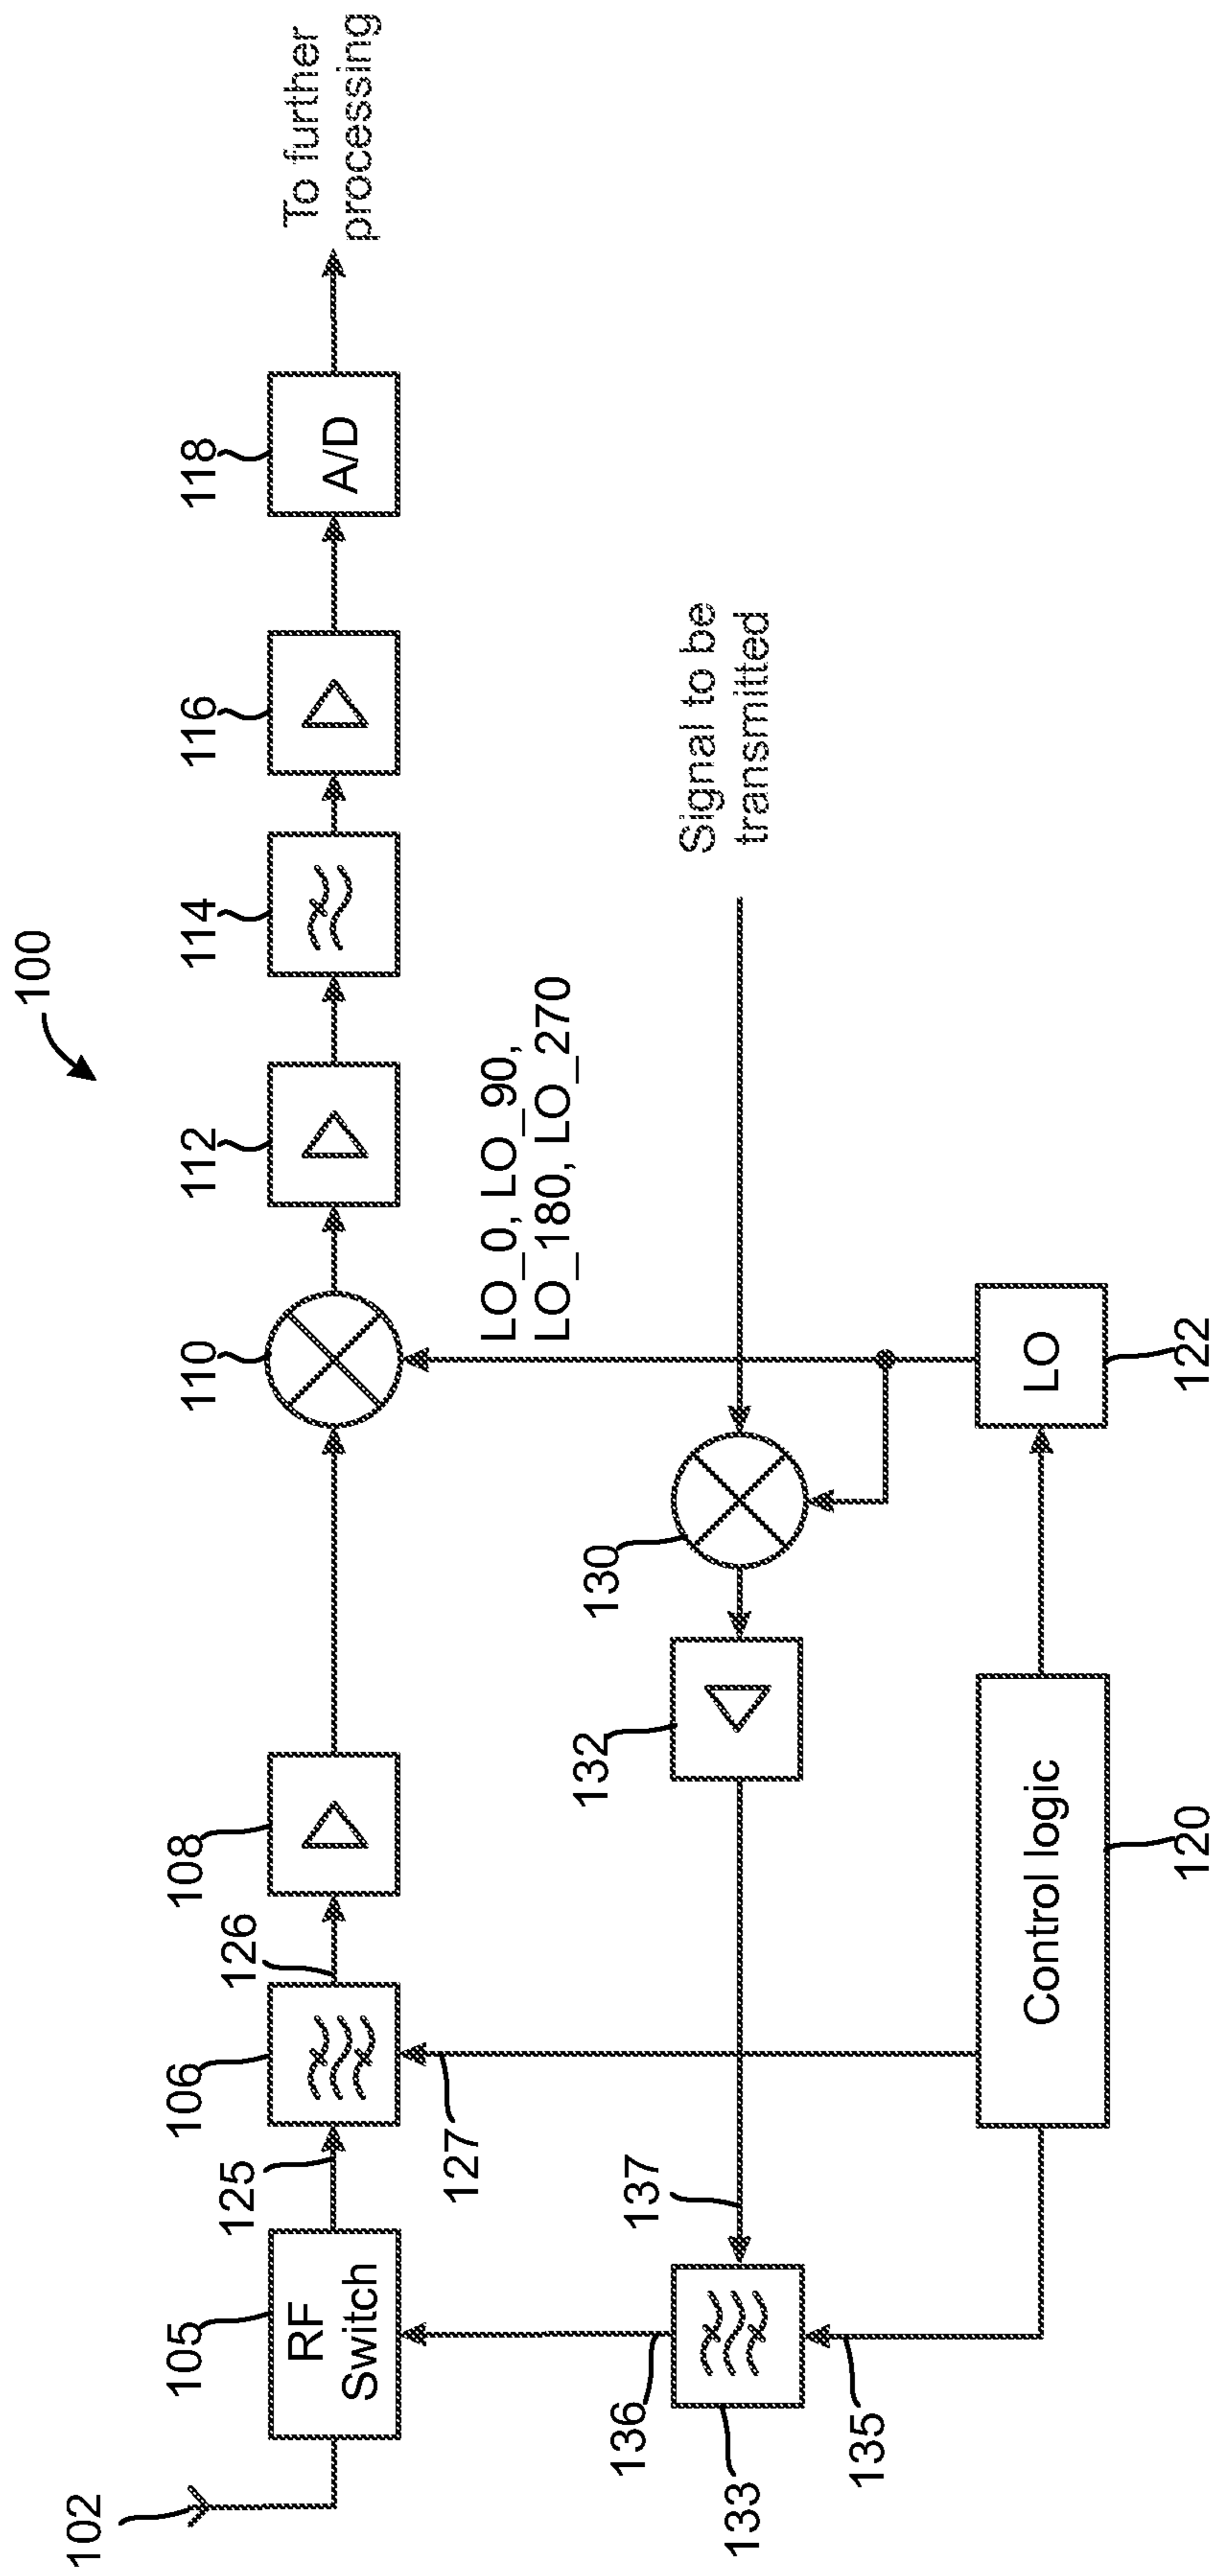 100
102
105
RF
Switch
125
106
126
108
110
112
114
116
118
A/D
To further
processing
127
LO_0, LO_90,
LO_180, LO_270
136
133
137
132
130
Signal to be
transmitted
135
Control logic
120
LO
122